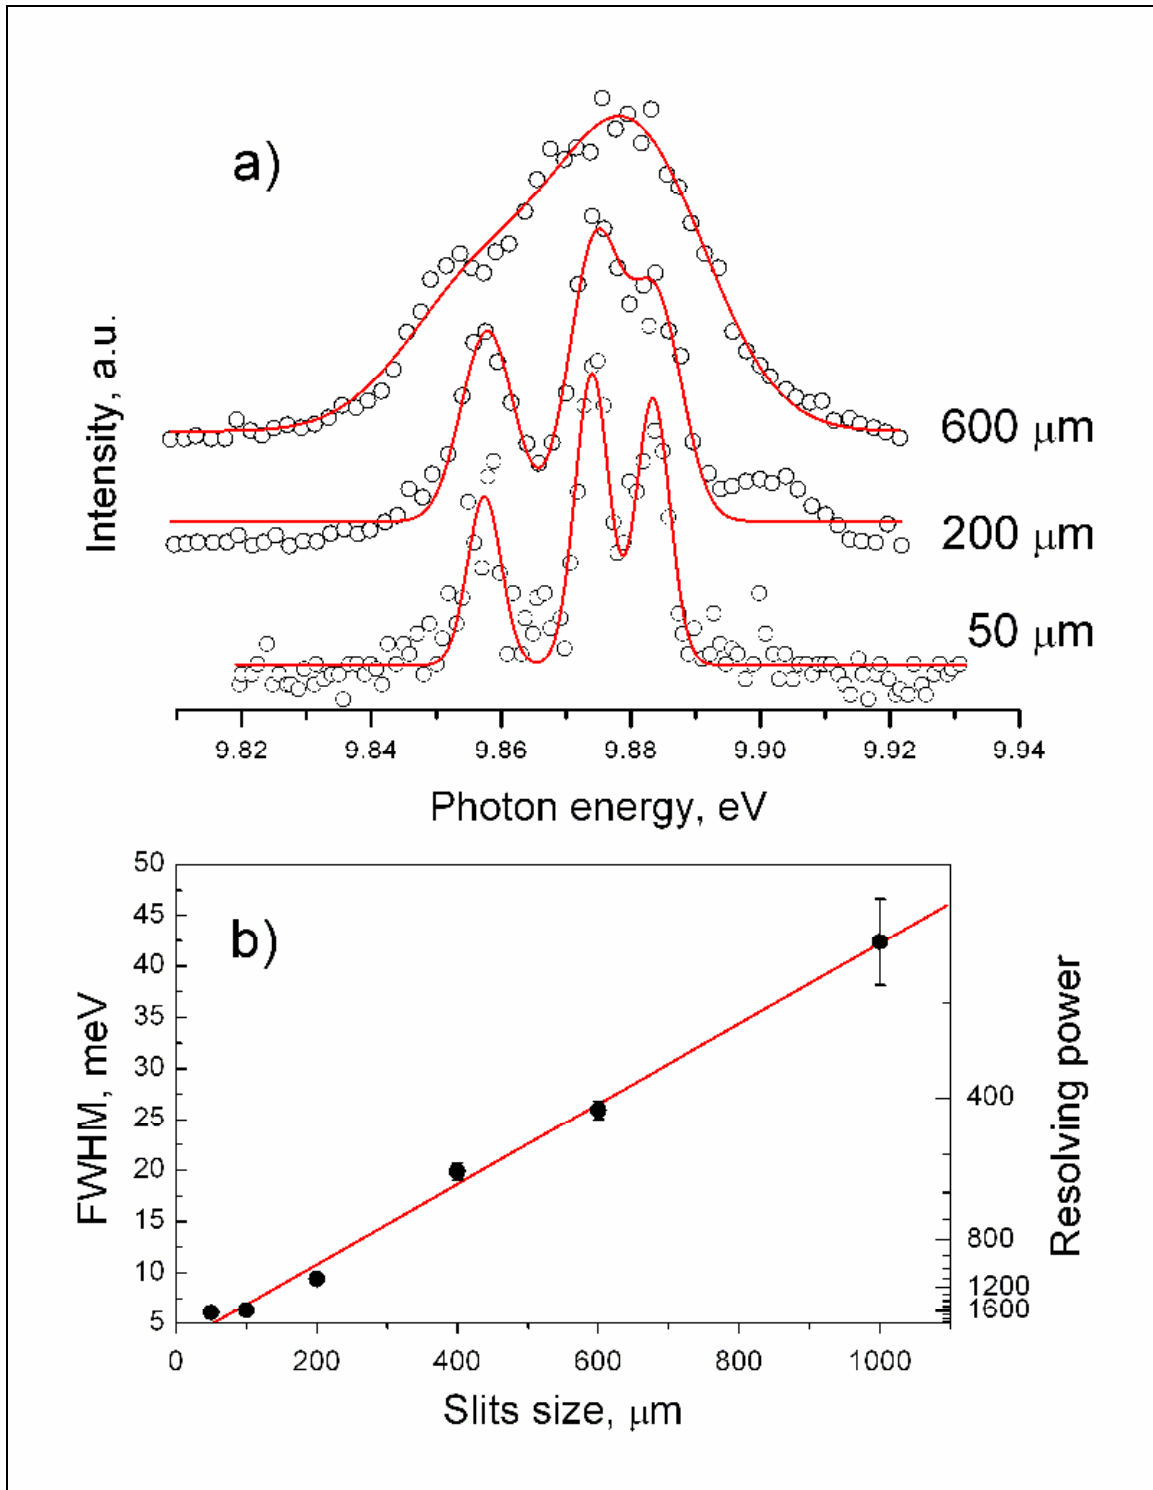 a)
Intensity, a.u.
600 μm
200 μm
50 μm
9.82 9.84 9.86 9.88 9.90 9.92 9.94
Photon energy, eV
b)
FWHM, meV
50
45
40
35
30
25
20
15
10
5
0 200 400 600 800 1000
Slits size, μm
Resolving power
400
800
1200
1600